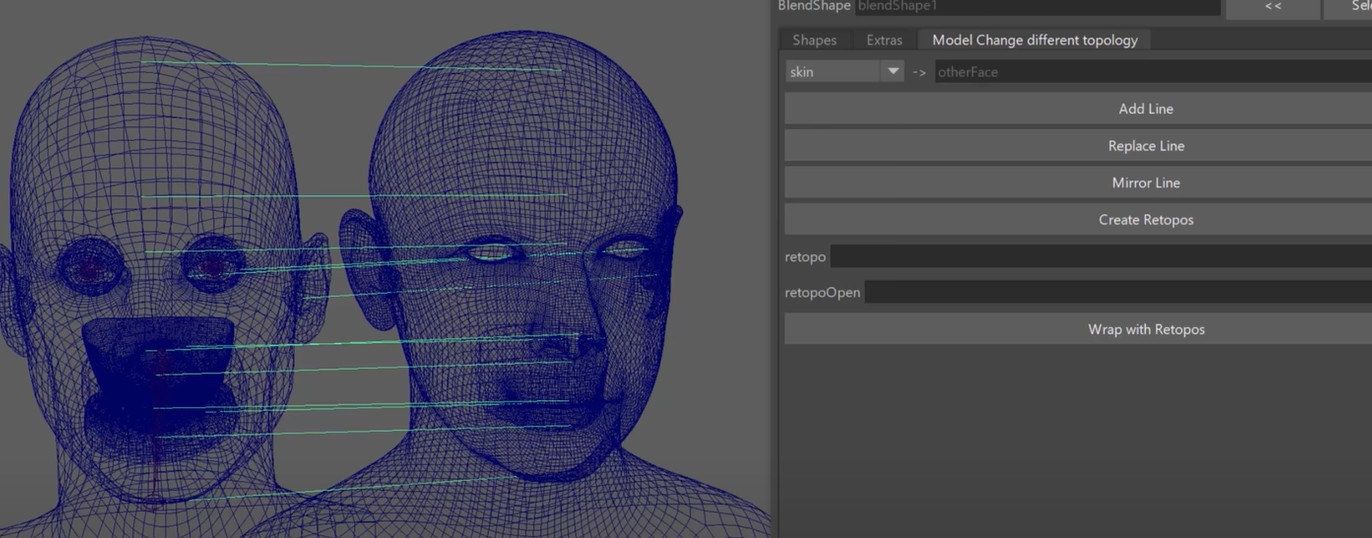 BlendShape blendShape1 <<
Shapes Extras Model Change different topology
skin -> otherFace
Add Line
Replace Line
Mirror Line
Create Retopos
retopo
retopoOpen
Wrap with Retopos